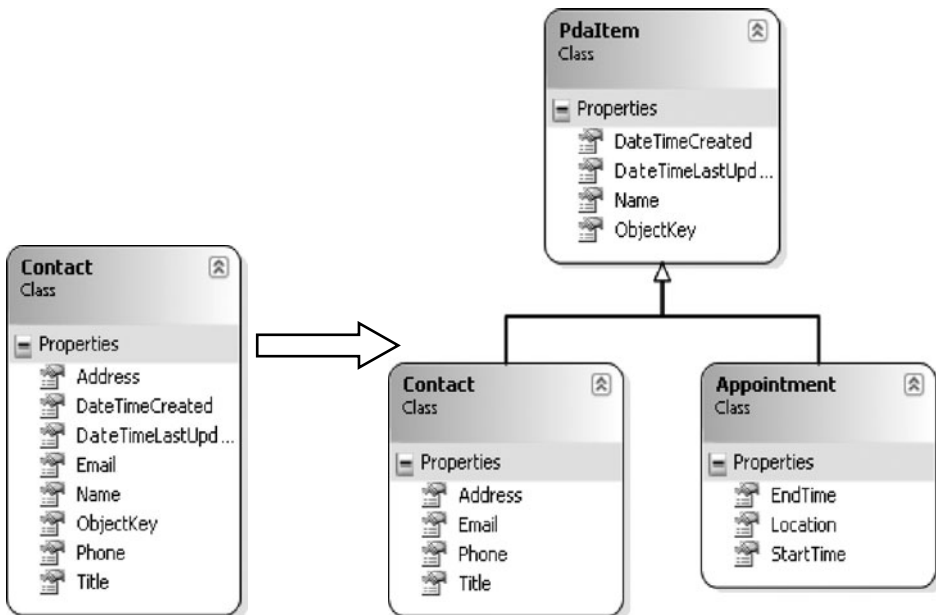 PdaItem
Class
Properties
DateTimeCreated
DateTimeLastUpd...
Name
ObjectKey
Contact
Class
Properties
Address
DateTimeCreated
DateTimeLastUpd...
Email
Name
ObjectKey
Phone
Title
Contact
Class
Properties
Address
Email
Phone
Title
Appointment
Class
Properties
EndTime
Location
StartTime